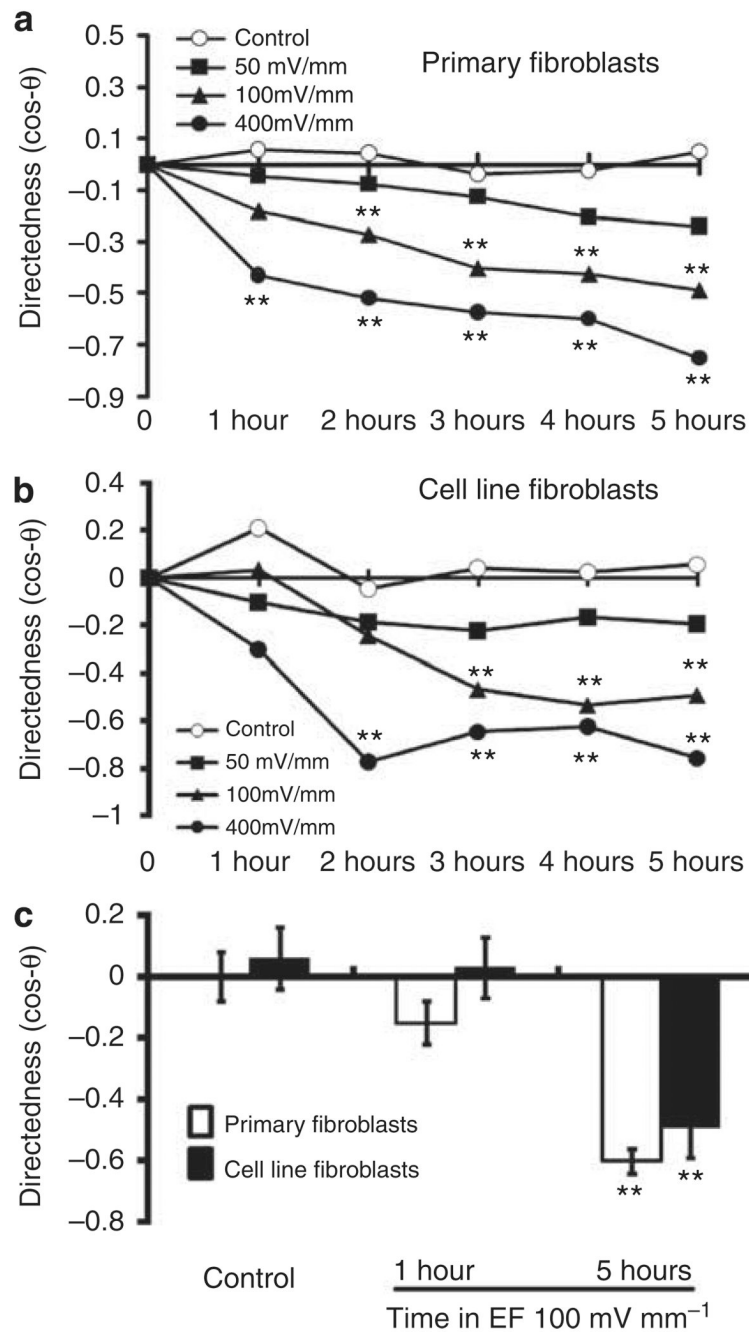 a
Directedness (cos-θ)
0.5
0.3
0.1
−0.1
−0.3
−0.5
−0.7
−0.9
Control
50 mV/mm
100mV/mm
400mV/mm
Primary fibroblasts
**
**
**
**
**
**
**
**
**
0
1 hour
2 hours
3 hours
4 hours
5 hours
b
Directedness (cos-θ)
0.4
0.2
0
−0.2
−0.4
−0.6
−0.8
−1
Cell line fibroblasts
**
**
**
**
**
**
**
Control
50 mV/mm
100mV/mm
400mV/mm
0
1 hour
2 hours
3 hours
4 hours
5 hours
c
Directedness (cos-θ)
0.2
0
−0.2
−0.4
−0.6
−0.8
Primary fibroblasts
Cell line fibroblasts
**
**
Control
1 hour
5 hours
Time in EF 100 mV mm⁻¹